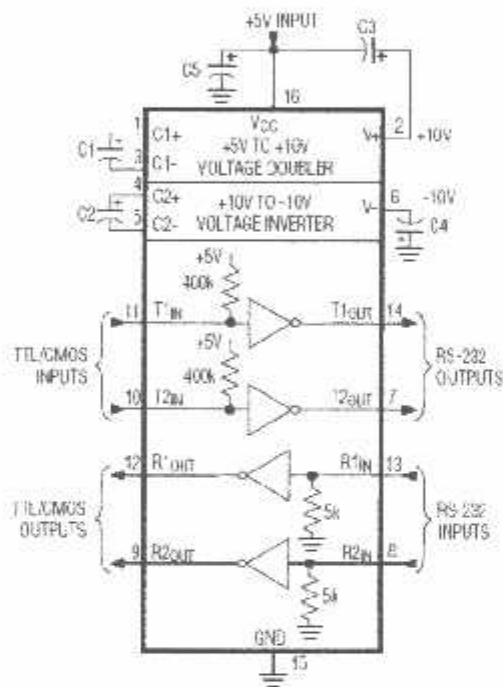 +5V INPUT
C3
C5
16
1
C1+
VCC
V+
2
+10V
C1
+5V TO +10V
3
C1-
VOLTAGE DOUBLER
4
C2+
+10V TO -10V
V-
6
-10V
C2
5
C2-
VOLTAGE INVERTER
C4
+5V
400k
11
T1IN
T1OUT
14
TTL/CMOS
INPUTS
+5V
400k
RS-232
OUTPUTS
10
T2IN
T2OUT
7
12
R1OUT
R1IN
13
TTL/CMOS
OUTPUTS
5k
RS-232
INPUTS
9
R2OUT
R2IN
8
5k
GND
15